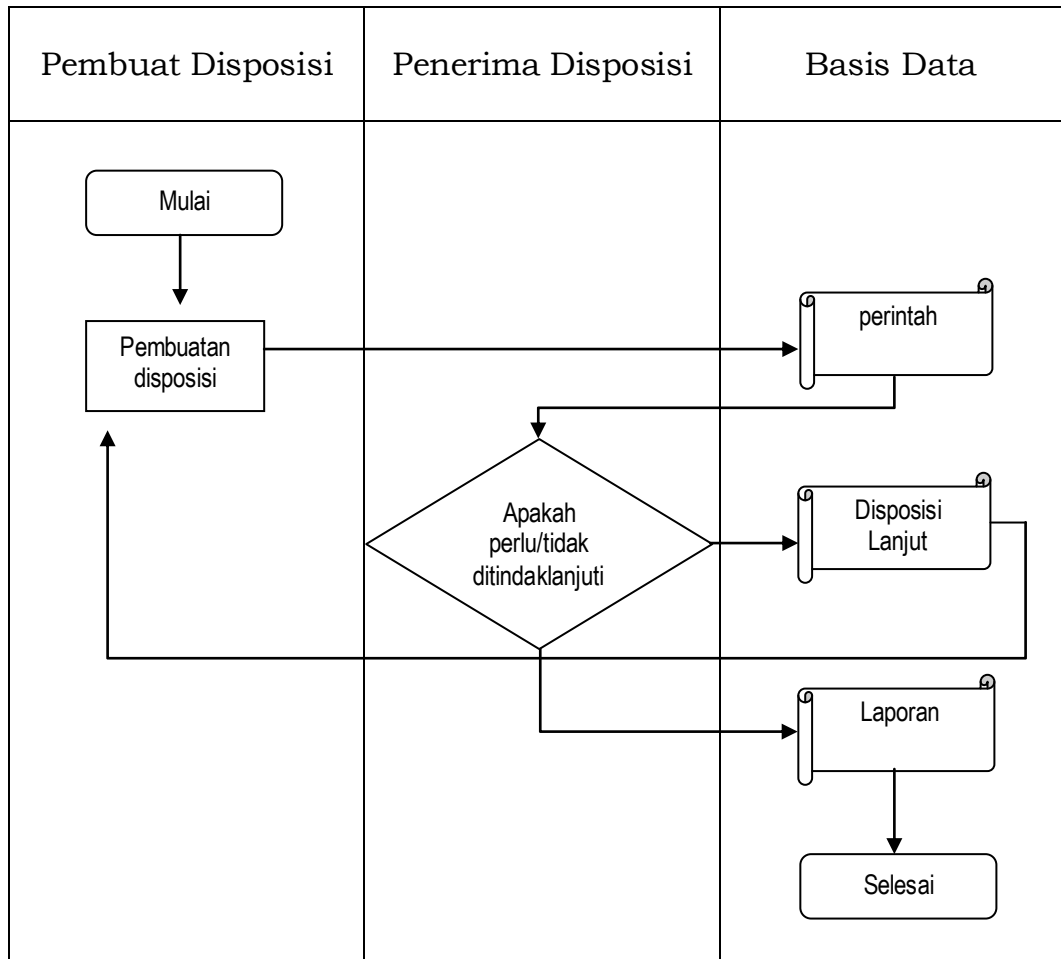 Pembuat Disposisi
Penerima Disposisi
Basis Data
Mulai
Pembuatan
disposisi
perintah
Apakah
perlu/tidak
ditindaklanjuti
Disposisi
Lanjut
Laporan
Selesai